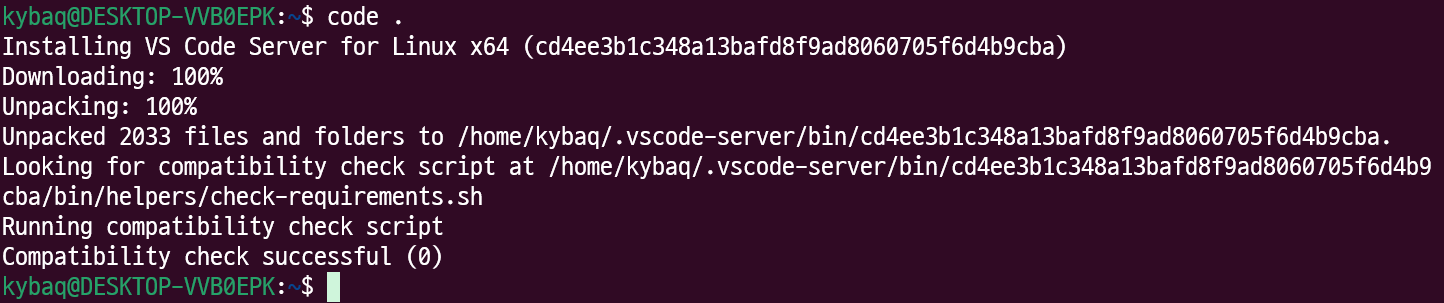 kybaq@DESKTOP-VVB0EPK:~$ code .
Installing VS Code Server for Linux x64 (cd4ee3b1c348a13bafd8f9ad8060705f6d4b9cba)
Downloading: 100%
Unpacking: 100%
Unpacked 2033 files and folders to /home/kybaq/.vscode-server/bin/cd4ee3b1c348a13bafd8f9ad8060705f6d4b9cba.
Looking for compatibility check script at /home/kybaq/.vscode-server/bin/cd4ee3b1c348a13bafd8f9ad8060705f6d4b9
cba/bin/helpers/check-requirements.sh
Running compatibility check script
Compatibility check successful (0)
kybaq@DESKTOP-VVB0EPK:~$